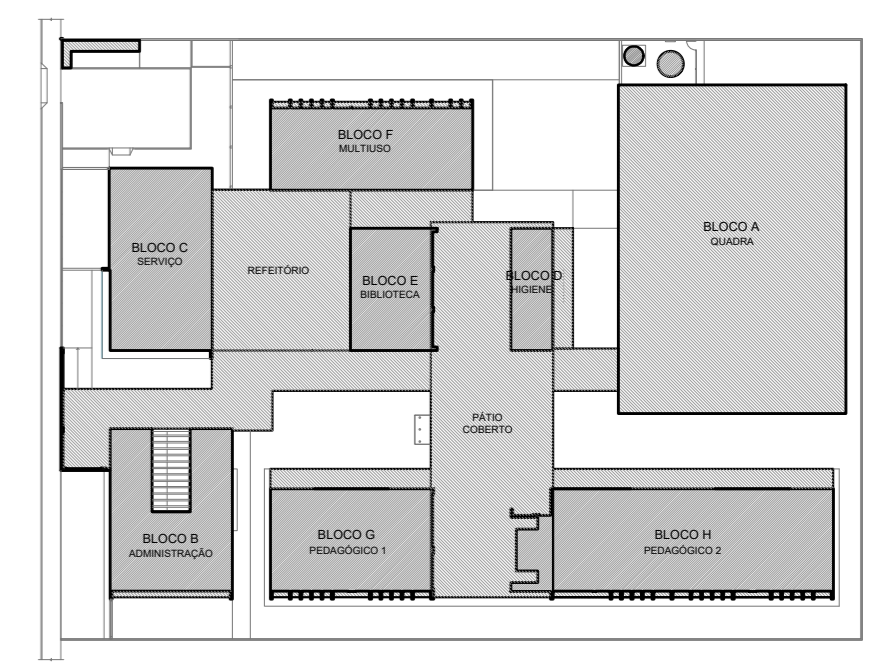 BLOCO F
MULTIUSO
BLOCO A
QUADRA
BLOCO C
SERVIÇO
REFEITÓRIO
BLOCO E
BIBLIOTECA
BLOCO D
HIGIENE
PÁTIO
COBERTO
BLOCO B
ADMINISTRAÇÃO
BLOCO G
PEDAGÓGICO 1
BLOCO H
PEDAGÓGICO 2